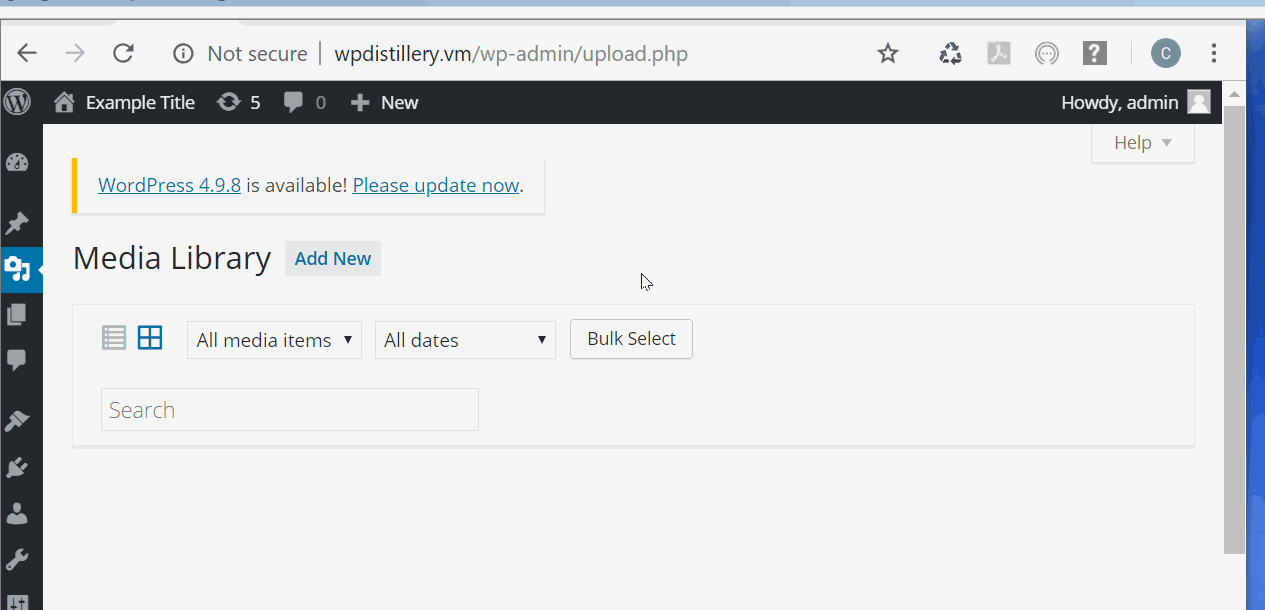 Not secure wpdistillery.vm/wp-admin/upload.php ? C
Example Title 5 0 New Howdy, admin
Help
WordPress 4.9.8 is available! Please update now.
Media Library Add New
All media items All dates Bulk Select
Search